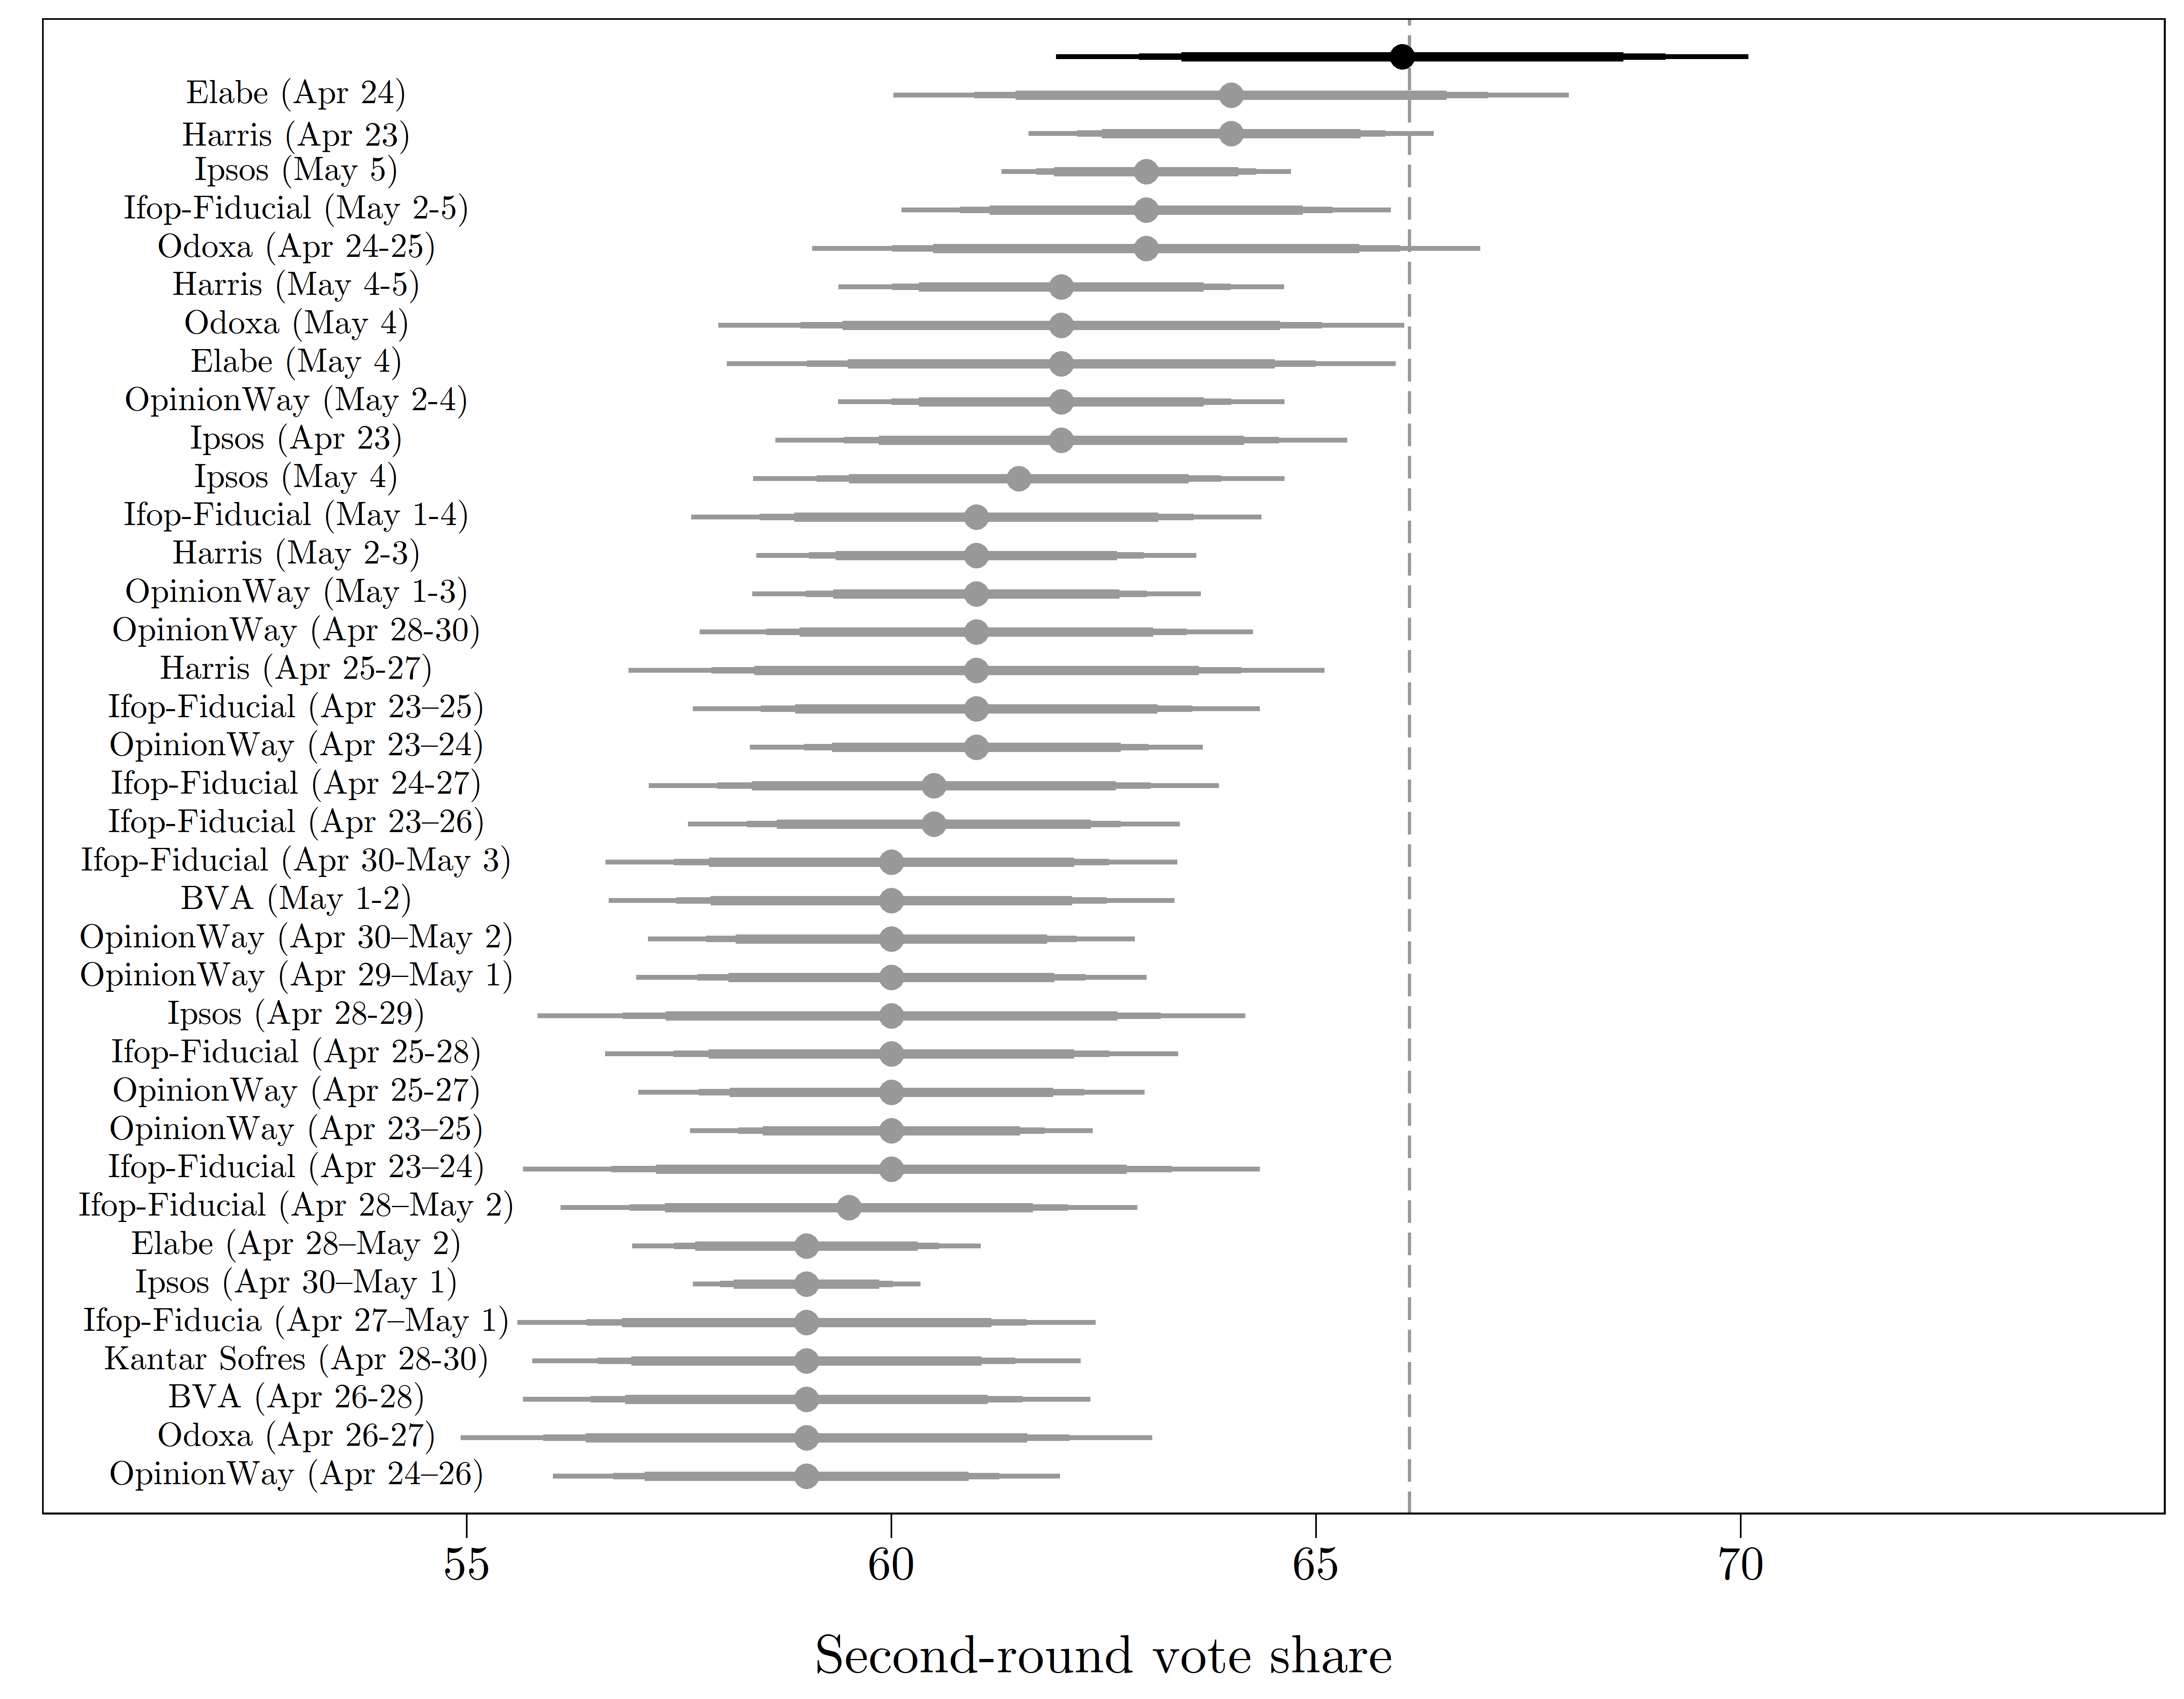 Elabe (Apr 24)
Harris (Apr 23)
Ipsos (May 5)
Ifop-Fiducial (May 2-5)
Odoxa (Apr 24-25)
Harris (May 4-5)
Odoxa (May 4)
Elabe (May 4)
OpinionWay (May 2-4)
Ipsos (Apr 23)
Ipsos (May 4)
Ifop-Fiducial (May 1-4)
Harris (May 2-3)
OpinionWay (May 1-3)
OpinionWay (Apr 28-30)
Harris (Apr 25-27)
Ifop-Fiducial (Apr 23–25)
OpinionWay (Apr 23–24)
Ifop-Fiducial (Apr 24-27)
Ifop-Fiducial (Apr 23–26)
Ifop-Fiducial (Apr 30-May 3)
BVA (May 1-2)
OpinionWay (Apr 30–May 2)
OpinionWay (Apr 29–May 1)
Ipsos (Apr 28-29)
Ifop-Fiducial (Apr 25-28)
OpinionWay (Apr 25-27)
OpinionWay (Apr 23–25)
Ifop-Fiducial (Apr 23–24)
Ifop-Fiducial (Apr 28–May 2)
Elabe (Apr 28–May 2)
Ipsos (Apr 30–May 1)
Ifop-Fiducia (Apr 27–May 1)
Kantar Sofres (Apr 28-30)
BVA (Apr 26-28)
Odoxa (Apr 26-27)
OpinionWay (Apr 24–26)
55 60 65 70
Second-round vote share